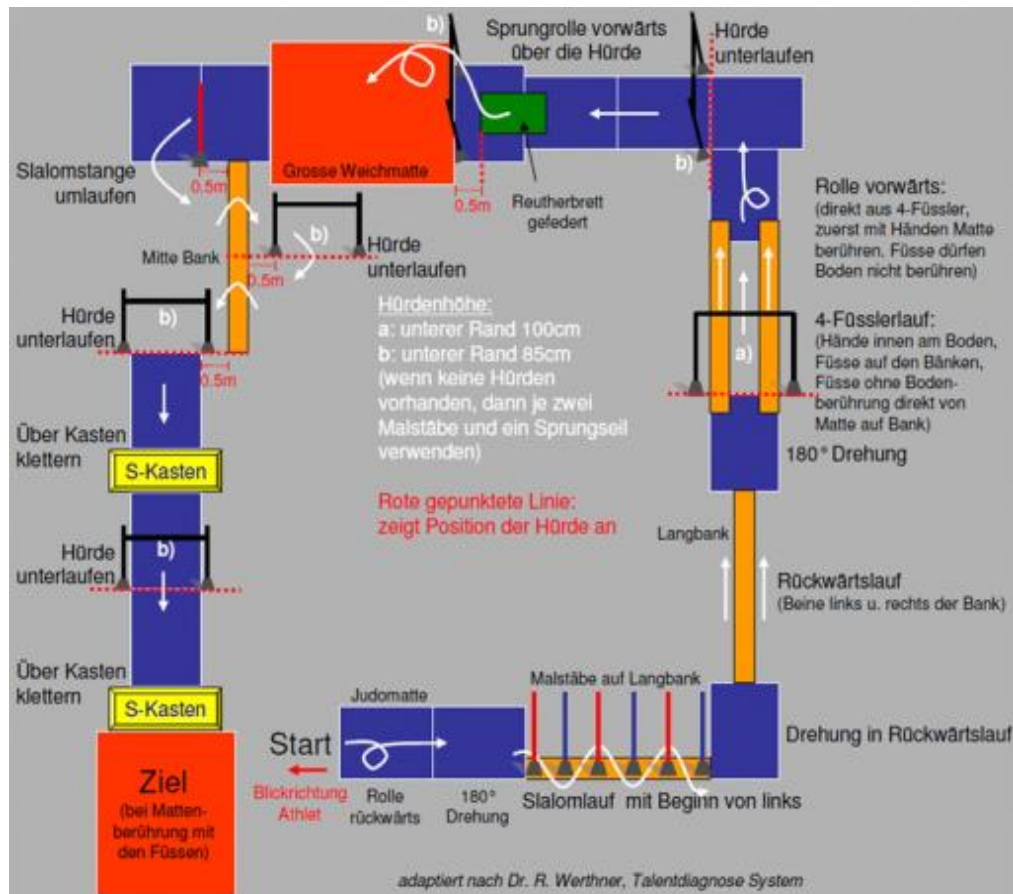 b)
Sprungrolle vorwärts
über die Hürde
Hürde
unterlaufen
Slalomstange
umlaufen
0.5m
Grosse Weichmatte
0.5m
Reutherbrett
gefedert
b)
Rolle vorwärts:
(direkt aus 4-Füssler,
zuerst mit Händen Matte
berühren. Füsse dürfen
Boden nicht berühren)
Mitte Bank
b)
Hürde
unterlaufen
0.5m
Hürde
unterlaufen
b)
0.5m
Hürdenhöhe:
a: unterer Rand 100cm
b: unterer Rand 85cm
(wenn keine Hürden
vorhanden, dann je zwei
Malstäbe und ein Sprungseil
verwenden)
a)
4-Füsslerlauf:
(Hände innen am Boden,
Füsse auf den Bänken,
Füsse ohne Boden-
berührung direkt von
Matte auf Bank)
180° Drehung
Über Kasten
klettern
S-Kasten
Rote gepunktete Linie:
zeigt Position der Hürde an
Langbank
Hürde
unterlaufen
b)
Rückwärtslauf
(Beine links u. rechts der Bank)
Über Kasten
klettern
S-Kasten
Judomatte
Malstäbe auf Langbank
Drehung in Rückwärtslauf
Start
Blickrichtung
Athlet
Rolle
rückwärts
180°
Drehung
Slalomlauf mit Beginn von links
Ziel
(bei Matten-
berührung mit
den Füssen)
adaptiert nach Dr. R. Werthner, Talentdiagnose System